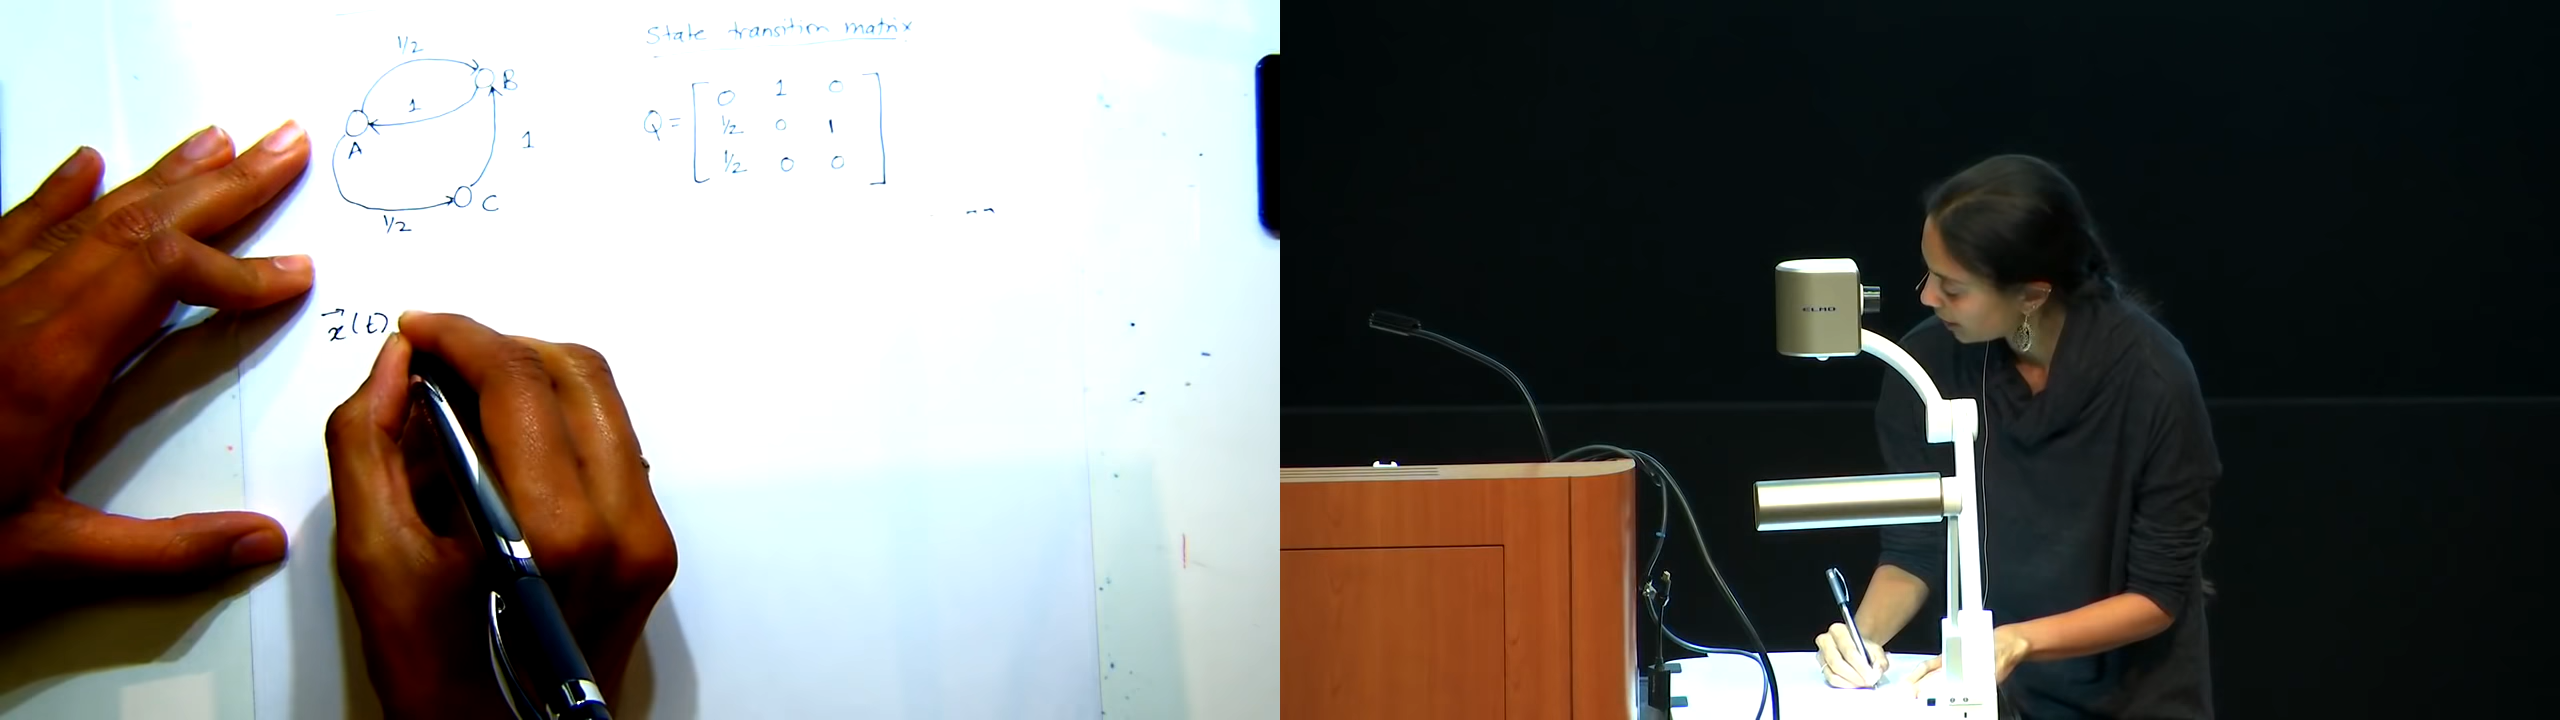 State transition matrix
1/2
B
1
A
1
C
1/2
Q = [ 0 1 0
1/2 0 1
1/2 0 0 ]
x⃗(t)
ELMO